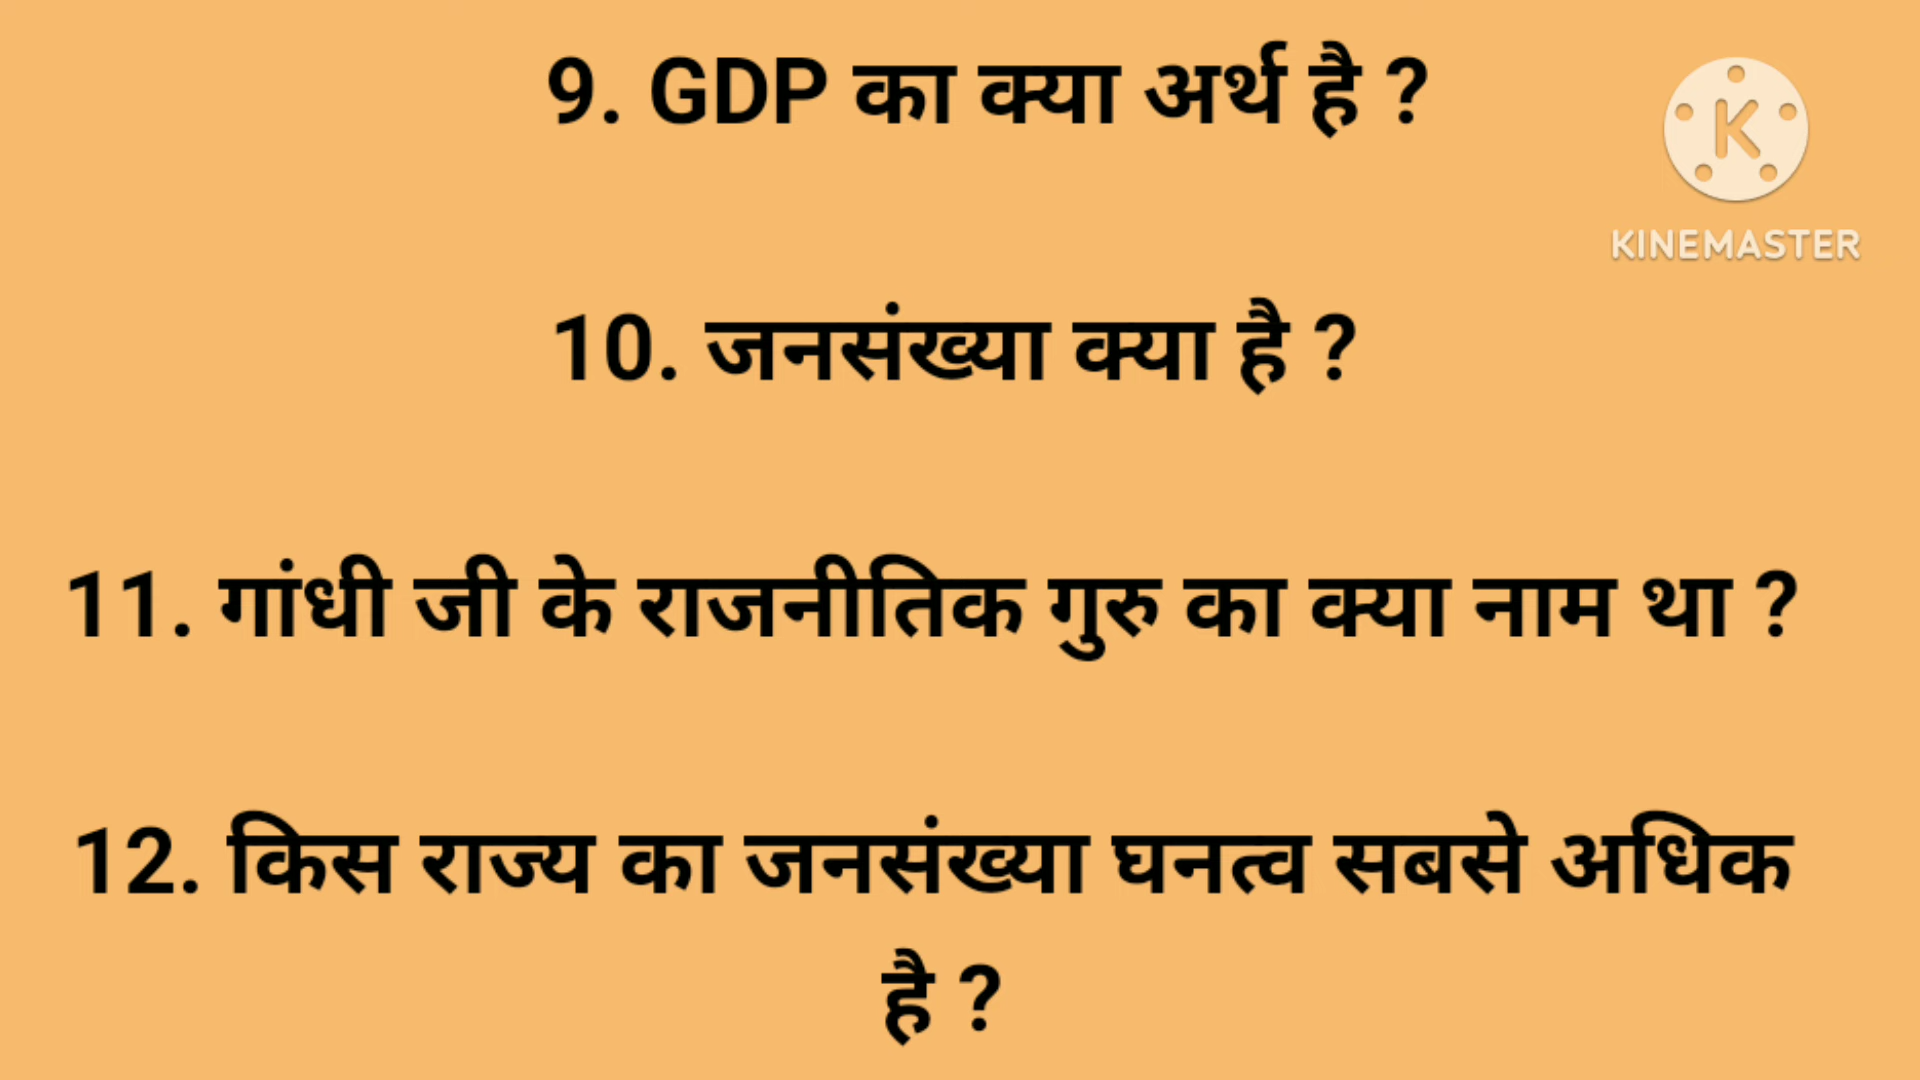 9. GDP का क्या अर्थ है ?
KINEMASTER
10. जनसंख्या क्या है ?
11. गांधी जी के राजनीतिक गुरु का क्या नाम था ?
12. किस राज्य का जनसंख्या घनत्व सबसे अधिक
है ?